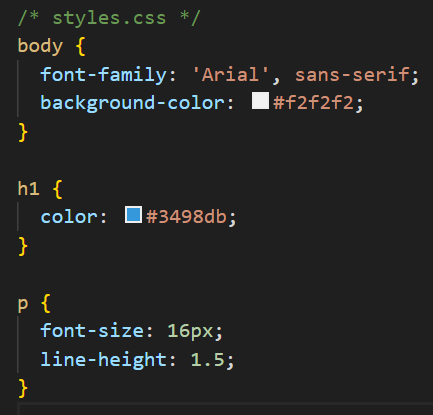 /* styles.css */
body {
  font-family: 'Arial', sans-serif;
  background-color: #f2f2f2;
}

h1 {
  color: #3498db;
}

p {
  font-size: 16px;
  line-height: 1.5;
}